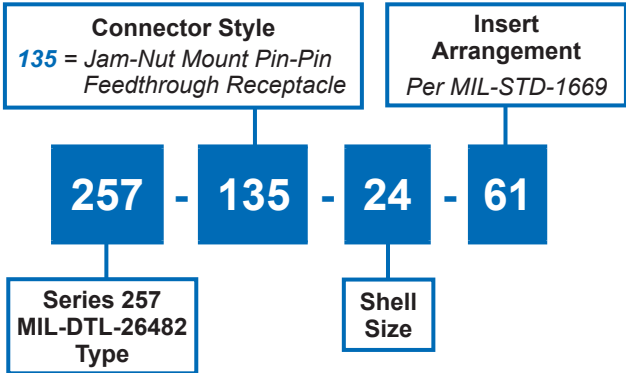 Connector Style
135 = Jam-Nut Mount Pin-Pin
Feedthrough Receptacle
Insert
Arrangement
Per MIL-STD-1669
257 - 135 - 24 - 61
Series 257
MIL-DTL-26482
Type
Shell
Size